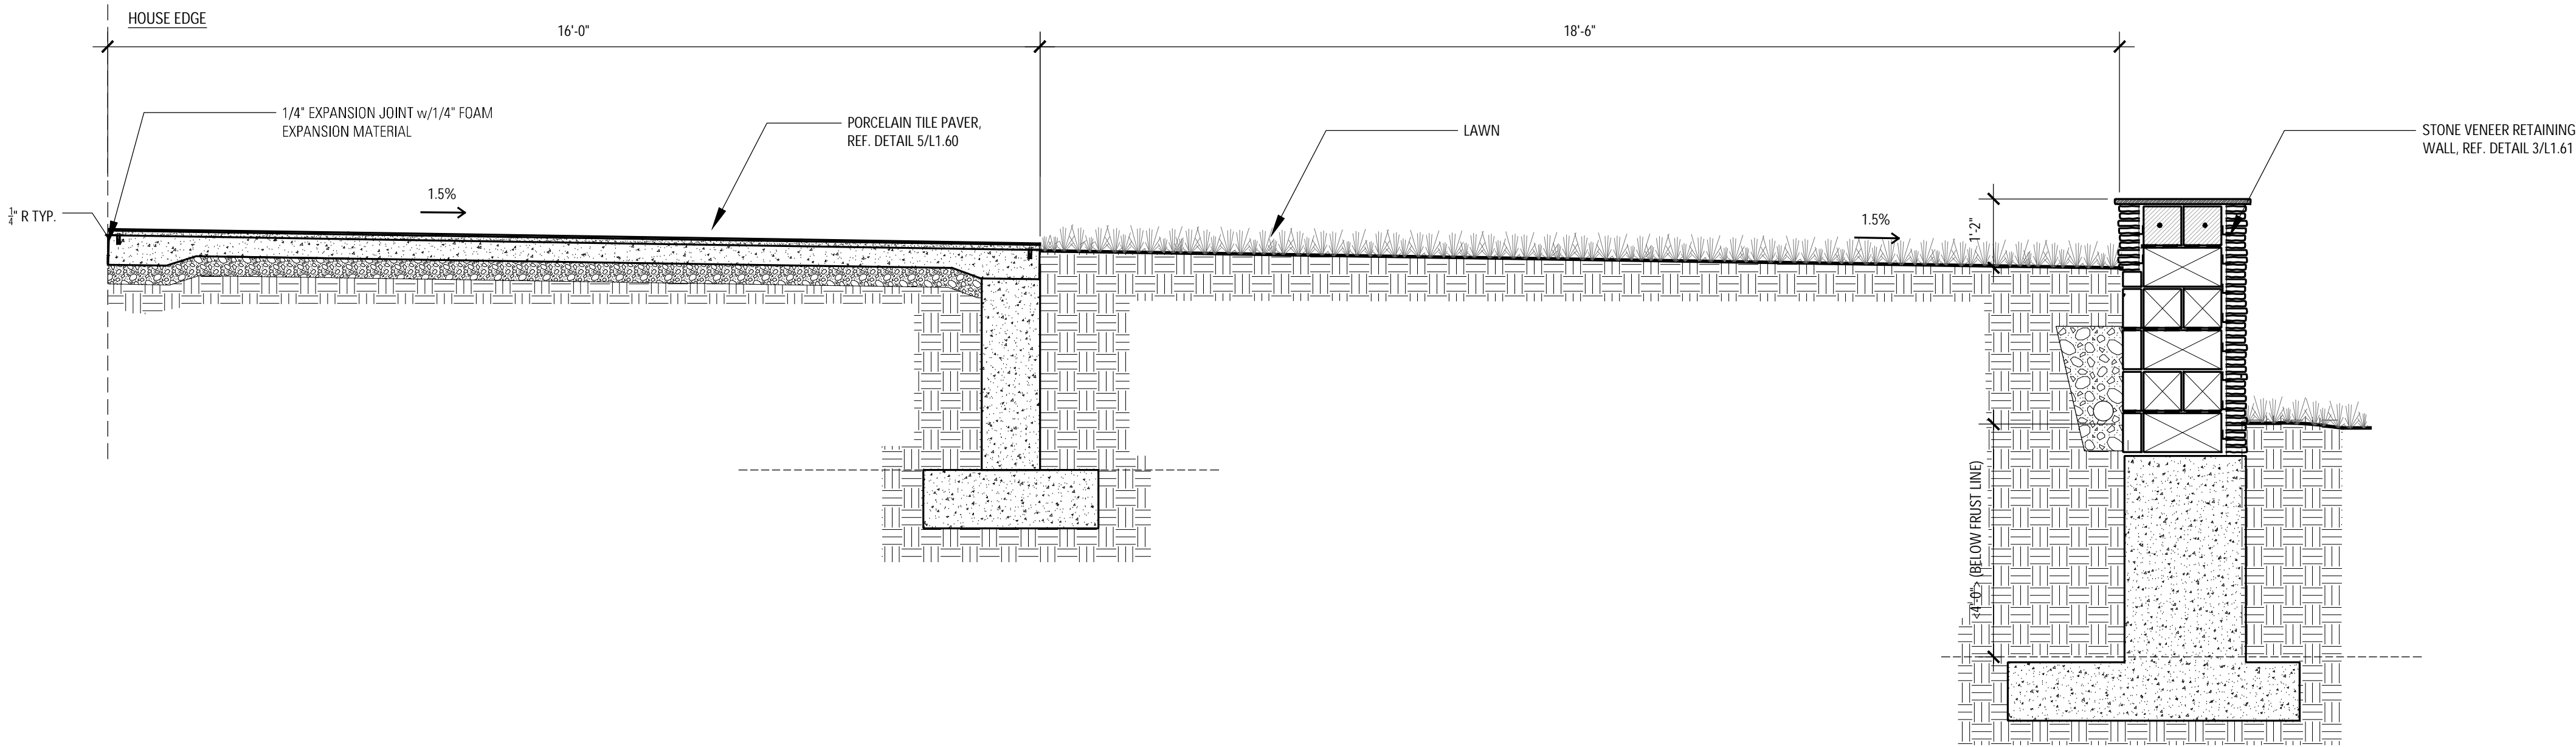 HOUSE EDGE
16'-0"
18'-6"
1/4" EXPANSION JOINT w/1/4" FOAM
EXPANSION MATERIAL
PORCELAIN TILE PAVER,
REF. DETAIL 5/L1.60
LAWN
STONE VENEER RETAINING
WALL, REF. DETAIL 3/L1.61
1.5%
1/4" R TYP.
1.5%
1'-2"
<4'-0"> (BELOW FRUST LINE)